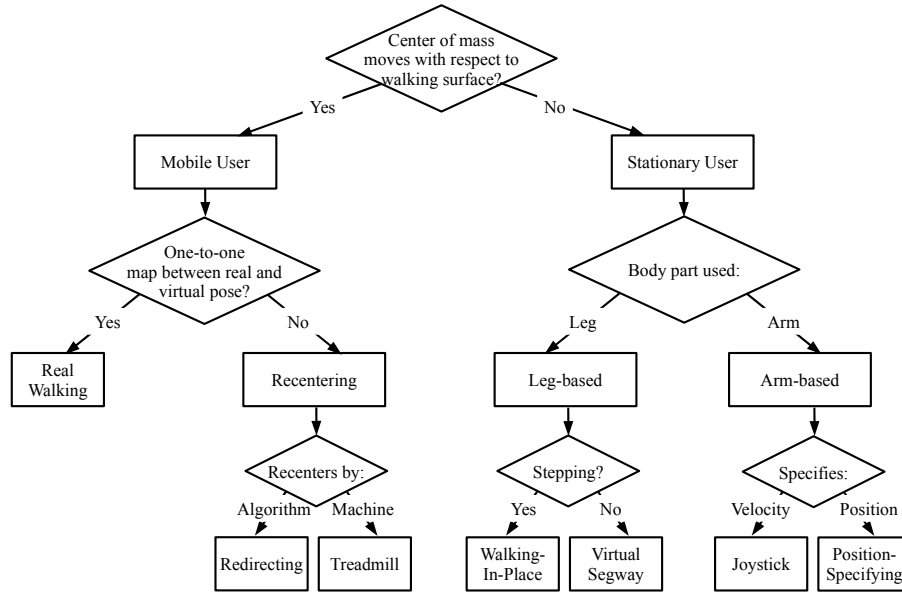 Center of mass
moves with respect to
walking surface?
Yes
No
Mobile User
Stationary User
One-to-one
map between real and
virtual pose?
Body part used:
Yes
No
Leg
Arm
Real
Walking
Recentering
Leg-based
Arm-based
Recenters by:
Stepping?
Specifies:
Algorithm
Machine
Yes
No
Velocity
Position
Redirecting
Treadmill
Walking-
In-Place
Virtual
Segway
Joystick
Position-
Specifying